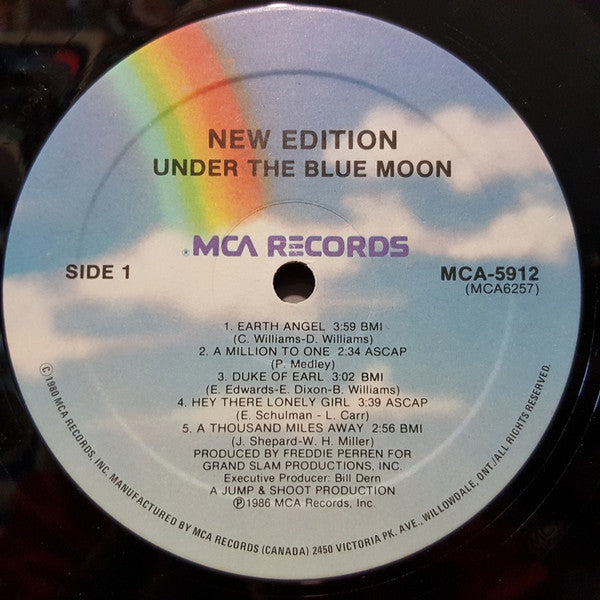 NEW EDITION
UNDER THE BLUE MOON
® MCA RECORDS
SIDE 1
MCA-5912
(MCA6257)
1. EARTH ANGEL 3:59 BMI
(C. Williams-D. Williams)
2. A MILLION TO ONE 2:34 ASCAP
(P. Medley)
3. DUKE OF EARL 3:02 BMI
(E. Edwards-E. Dixon-B. Williams)
4. HEY THERE LONELY GIRL 3:39 ASCAP
(E. Schulman - L. Carr)
5. A THOUSAND MILES AWAY 2:56 BMI
(J. Shepard-W. H. Miller)
PRODUCED BY FREDDIE PERREN FOR
GRAND SLAM PRODUCTIONS, INC.
Executive Producer: Bill Dern
A JUMP & SHOOT PRODUCTION
℗1986 MCA Records, Inc.
©1980 MCA RECORDS, INC. MANUFACTURED BY MCA RECORDS (CANADA) 2450 VICTORIA PK. AVE., WILLOWDALE, ONT./ALL RIGHTS RESERVED.